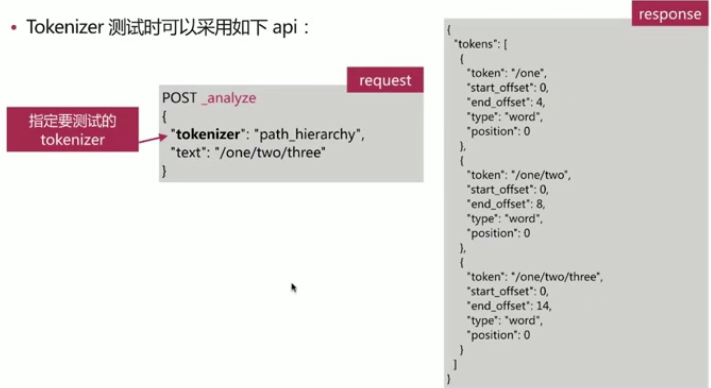 • Tokenizer 测试时可以采用如下 api：
request
POST _analyze
{
"tokenizer": "path_hierarchy",
"text": "/one/two/three"
}
指定要测试的
tokenizer
response
{
"tokens": [
{
"token": "/one",
"start_offset": 0,
"end_offset": 4,
"type": "word",
"position": 0
},
{
"token": "/one/two",
"start_offset": 0,
"end_offset": 8,
"type": "word",
"position": 0
},
{
"token": "/one/two/three",
"start_offset": 0,
"end_offset": 14,
"type": "word",
"position": 0
}
]
}